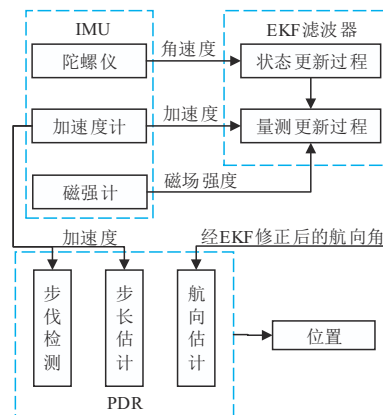 IMU
EKF滤波器
陀螺仪
角速度
状态更新过程
加速度计
加速度
量测更新过程
磁强计
磁场强度
加速度
经EKF修正后的航向角
步伐检测
步长估计
航向估计
位置
PDR